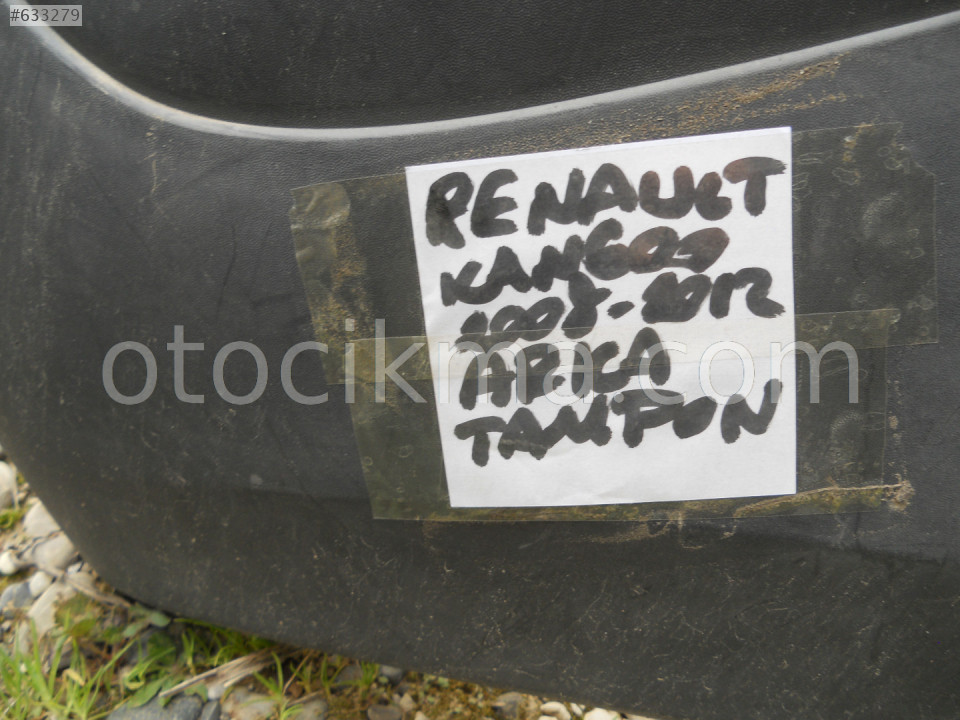 #633279
RENAULT
KANGOO
2008-2012
ARKA
TAMPON
otocikma.com